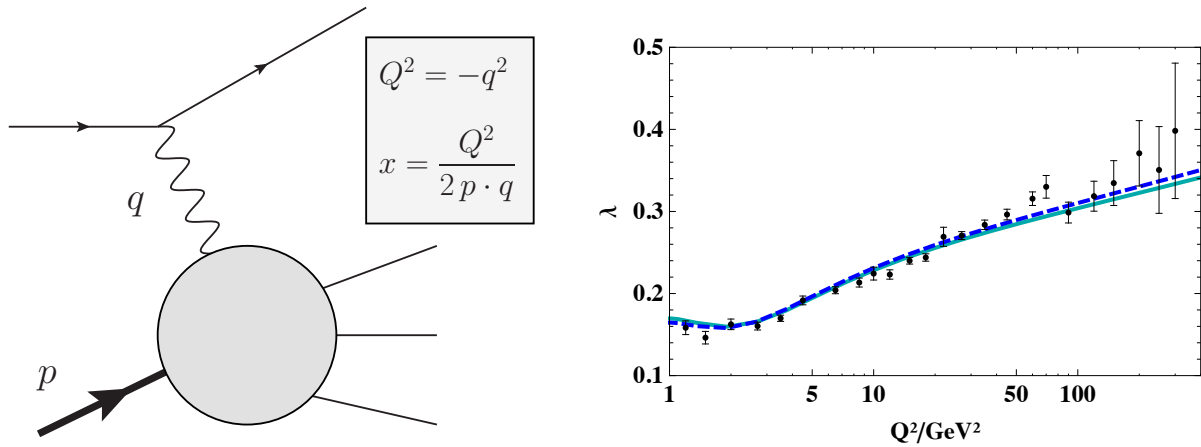 Q² = −q²
x = Q² / 2 p · q
q
p
0.5
0.4
0.3
0.2
0.1
λ
1 5 10 50 100
Q²/GeV²